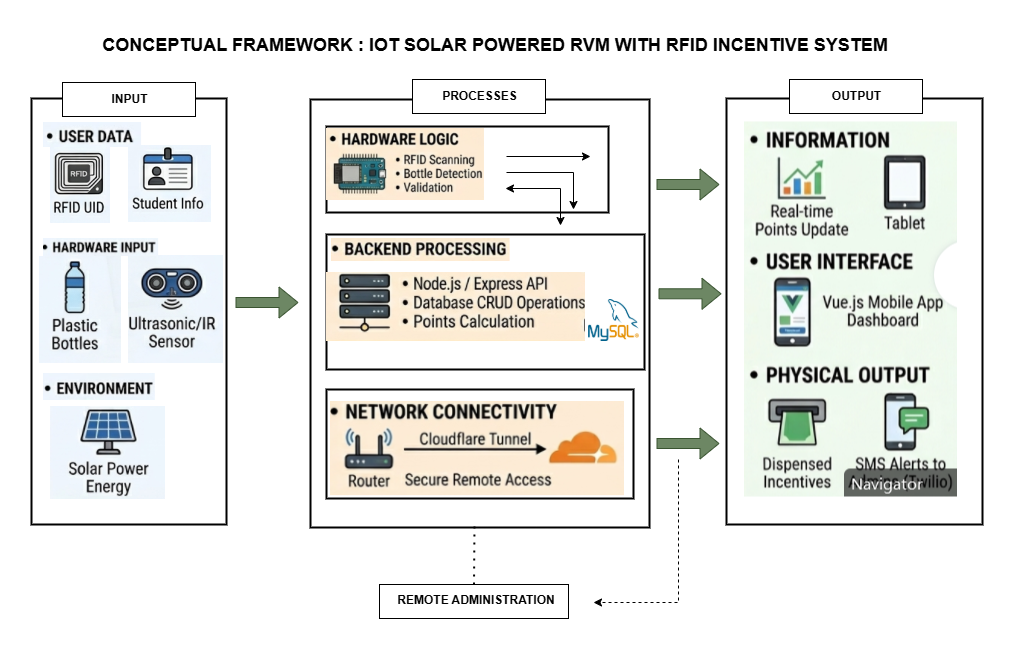 CONCEPTUAL FRAMEWORK : IOT SOLAR POWERED RVM WITH RFID INCENTIVE SYSTEM
INPUT
• USER DATA
RFID
RFID UID
Student Info
• HARDWARE INPUT
Plastic
Bottles
Ultrasonic/IR
Sensor
• ENVIRONMENT
Solar Power
Energy
PROCESSES
• HARDWARE LOGIC
• RFID Scanning
• Bottle Detection
• Validation
• BACKEND PROCESSING
• Node.js / Express API
• Database CRUD Operations
• Points Calculation
MySQL
• NETWORK CONNECTIVITY
Cloudflare Tunnel
Router
Secure Remote Access
OUTPUT
• INFORMATION
Real-time
Points Update
Tablet
• USER INTERFACE
Vue.js Mobile App
Dashboard
• PHYSICAL OUTPUT
Dispensed
Incentives
SMS Alerts to
(Twilio)
Navigator
REMOTE ADMINISTRATION